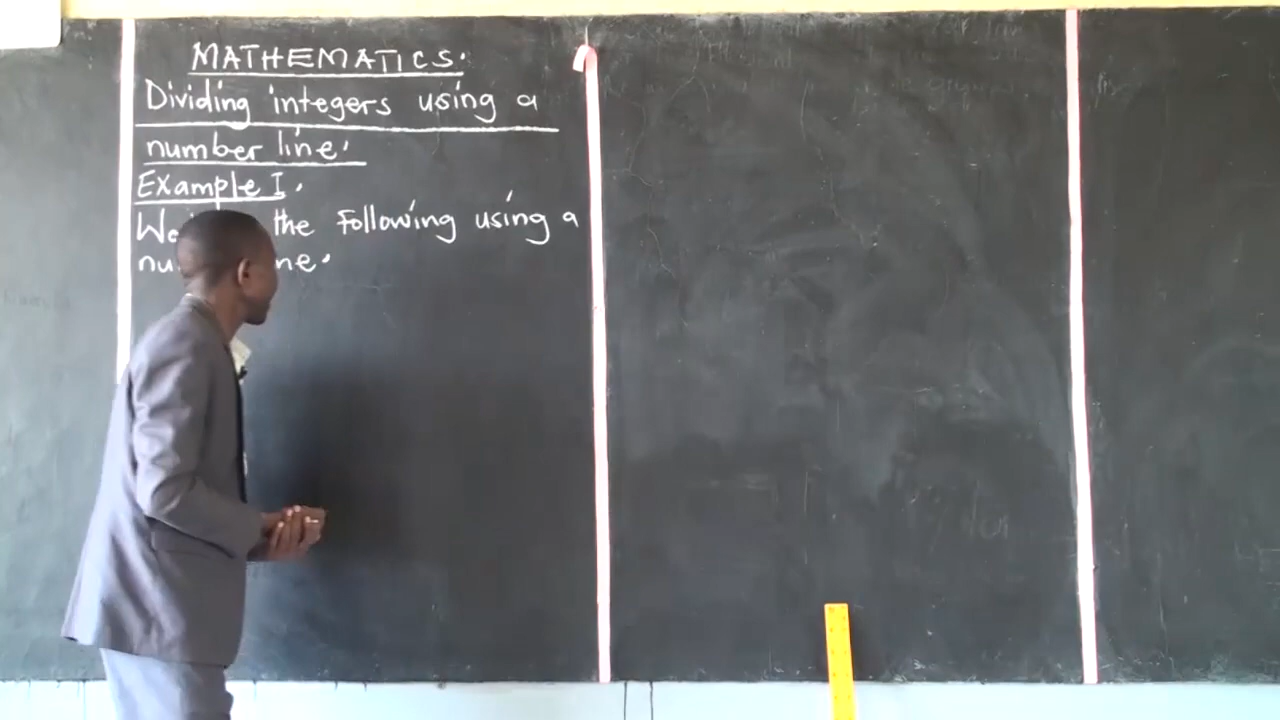 MATHEMATICS.
Dividing integers using a
number line.
Example I.
the Following using a